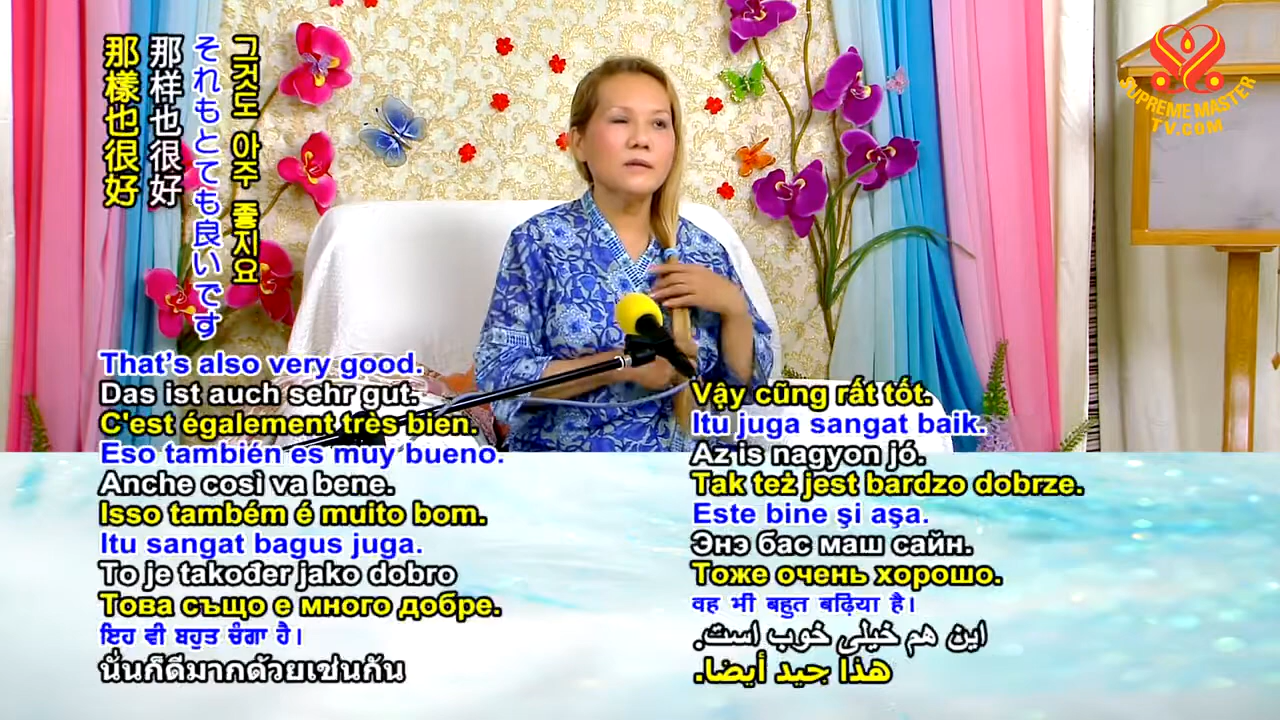 SUPREME MASTER
TV.COM
그것도 아주 좋지요
それもとても良いです
那样也很好
那樣也很好
That's also very good.
Das ist auch sehr gut.
C'est également très bien.
Eso también es muy bueno.
Anche così va bene.
Isso também é muito bom.
Itu sangat bagus juga.
To je također jako dobro
Това също е много добре.
ਇਹ ਵੀ ਬਹੁਤ ਚੰਗਾ ਹੈ।
นั่นก็ดีมากด้วยเช่นกัน
Vậy cũng rất tốt.
Itu juga sangat baik.
Az is nagyon jó.
Tak też jest bardzo dobrze.
Este bine şi aşa.
Энэ бас маш сайн.
Тоже очень хорошо.
वह भी बहुत बढ़िया है।
این هم خیلی خوب است.
هذا جيد أيضا.